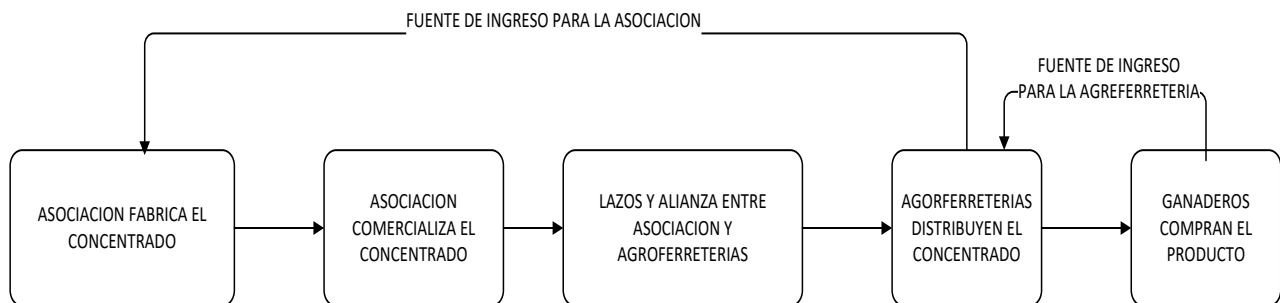 FUENTE DE INGRESO PARA LA ASOCIACION
FUENTE DE INGRESO
PARA LA AGREFERRETERIA
ASOCIACION FABRICA EL
CONCENTRADO
ASOCIACION
COMERCIALIZA EL
CONCENTRADO
LAZOS Y ALIANZA ENTRE
ASOCIACION Y
AGROFERRETERIAS
AGORFERRETERIAS
DISTRIBUYEN EL
CONCENTRADO
GANADEROS
COMPRAN EL
PRODUCTO